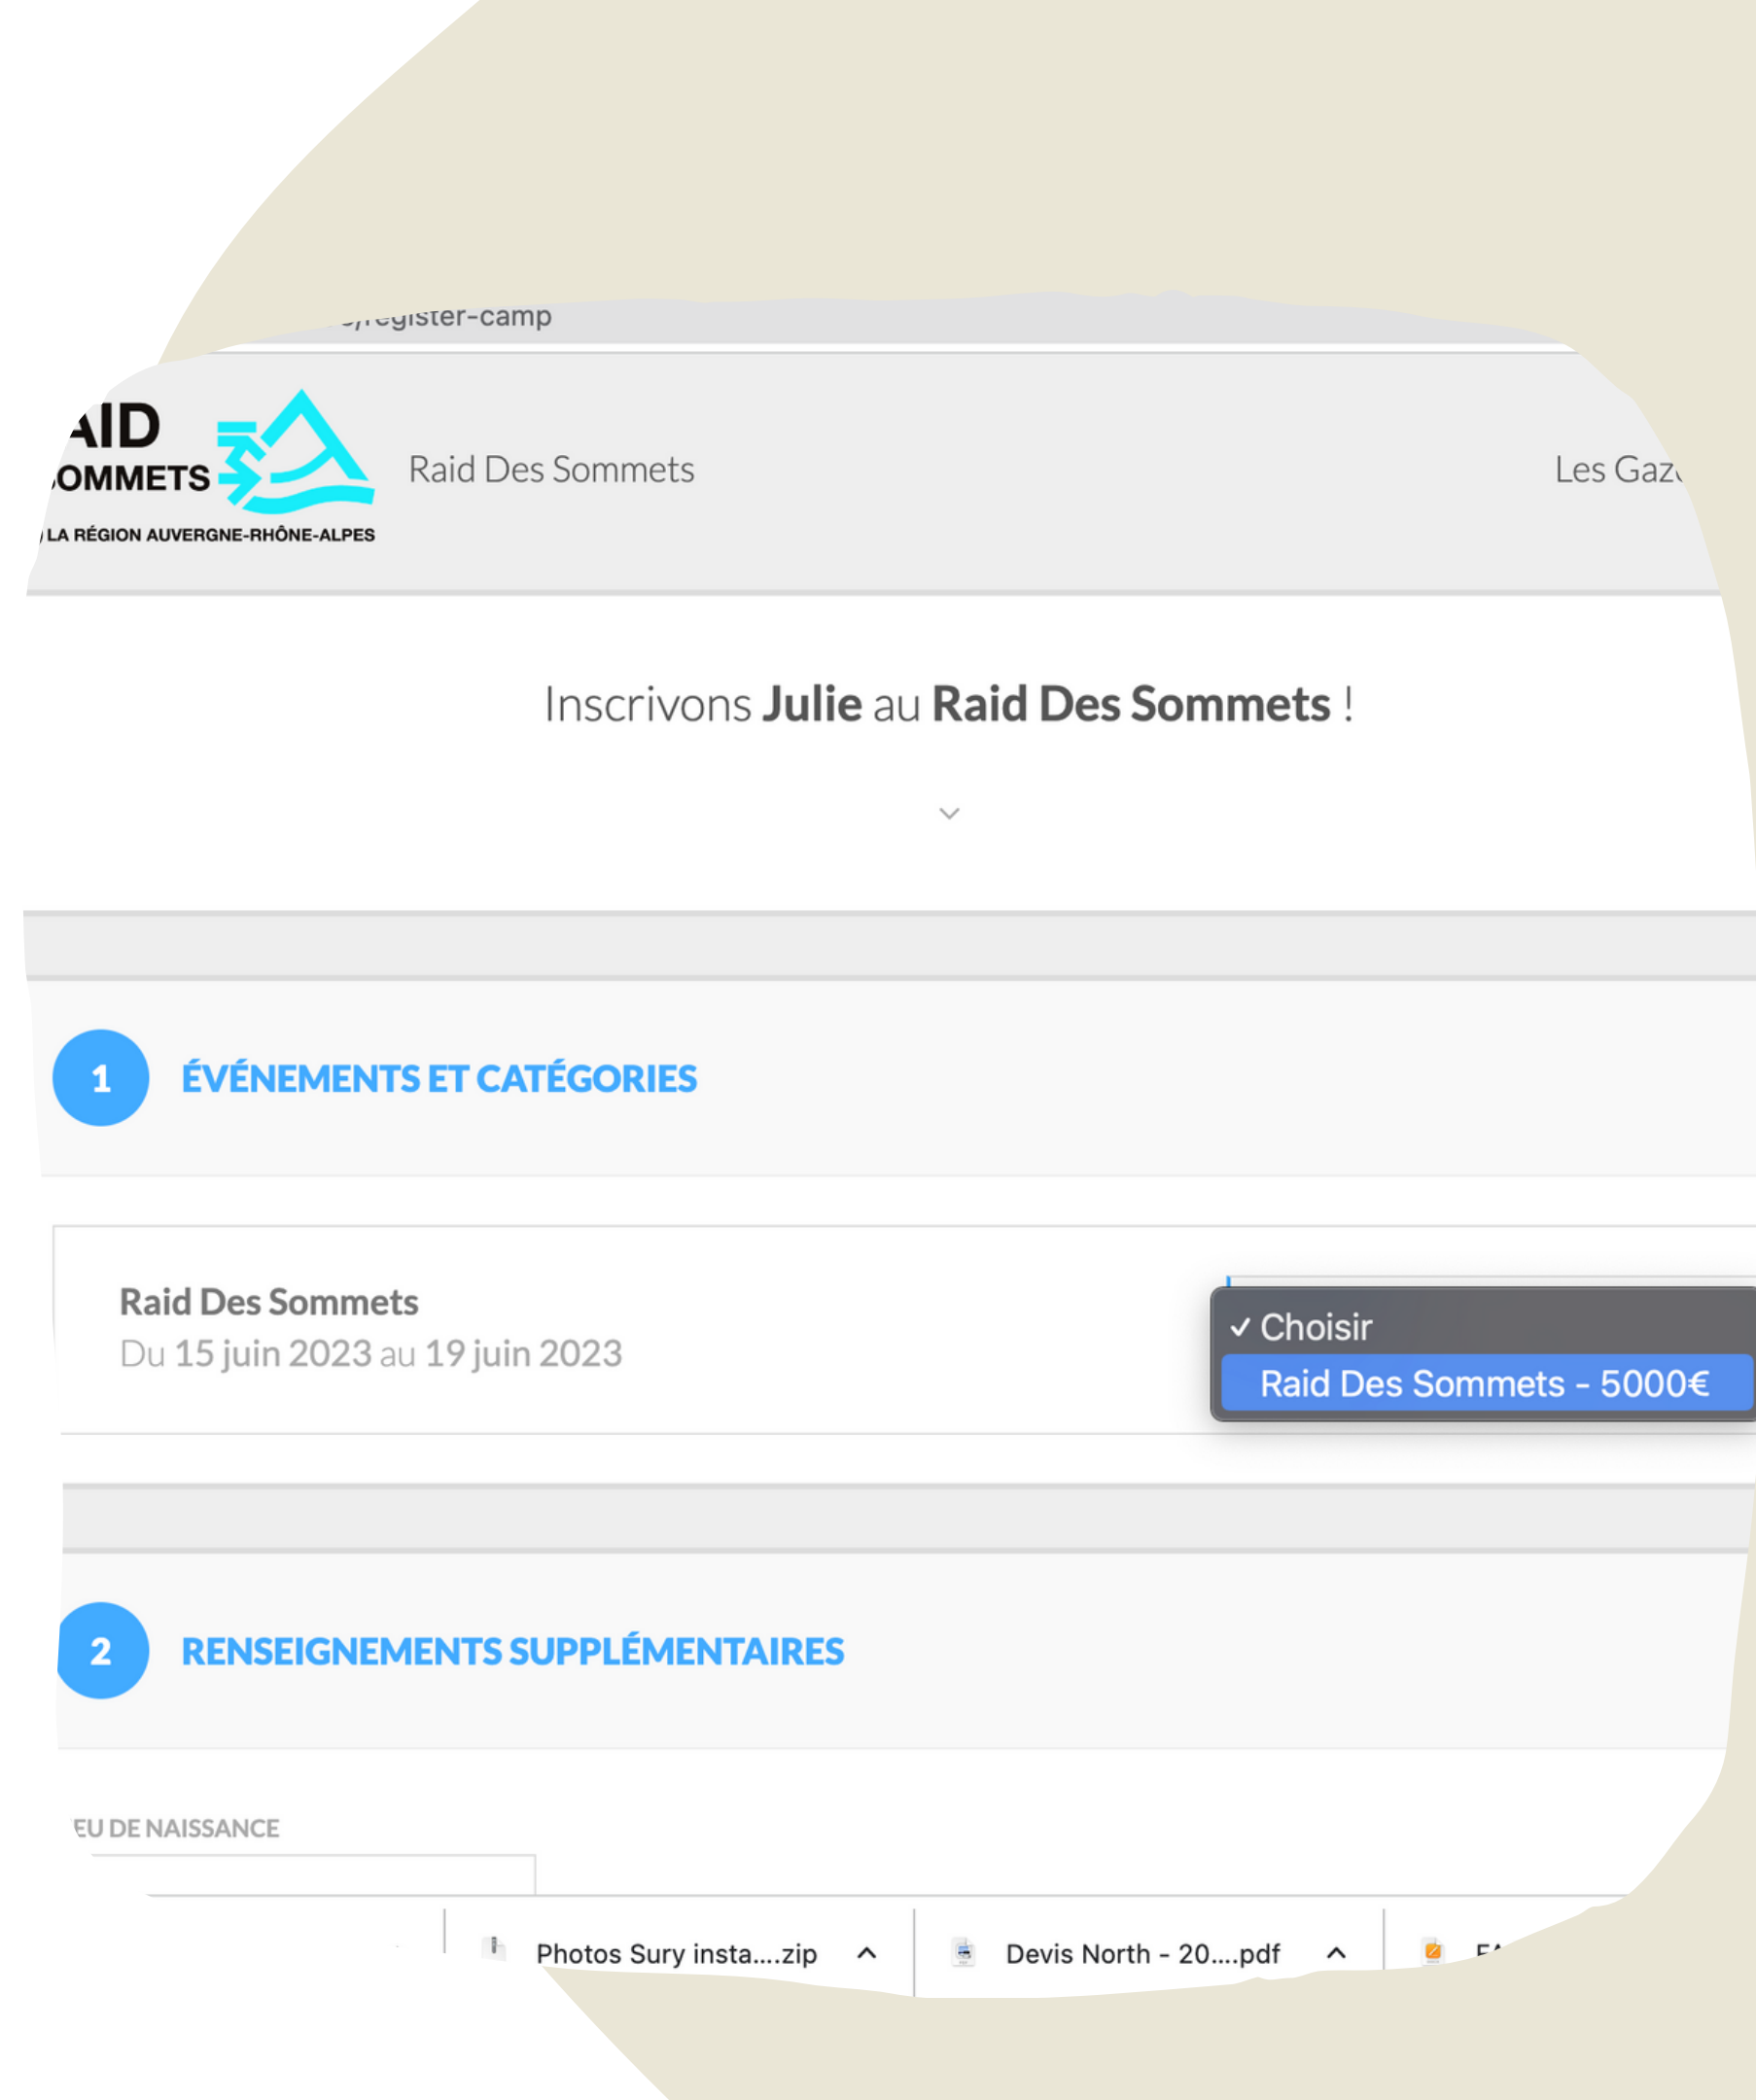 register-camp
AID
OMMETS
LA RÉGION AUVERGNE-RHÔNE-ALPES
Raid Des Sommets
Les Gaz
Inscrivons Julie au Raid Des Sommets !
1 ÉVÉNEMENTS ET CATÉGORIES
Raid Des Sommets
Du 15 juin 2023 au 19 juin 2023
✓ Choisir
Raid Des Sommets - 5000€
2 RENSEIGNEMENTS SUPPLÉMENTAIRES
EU DE NAISSANCE
Photos Sury insta....zip
Devis North - 20....pdf